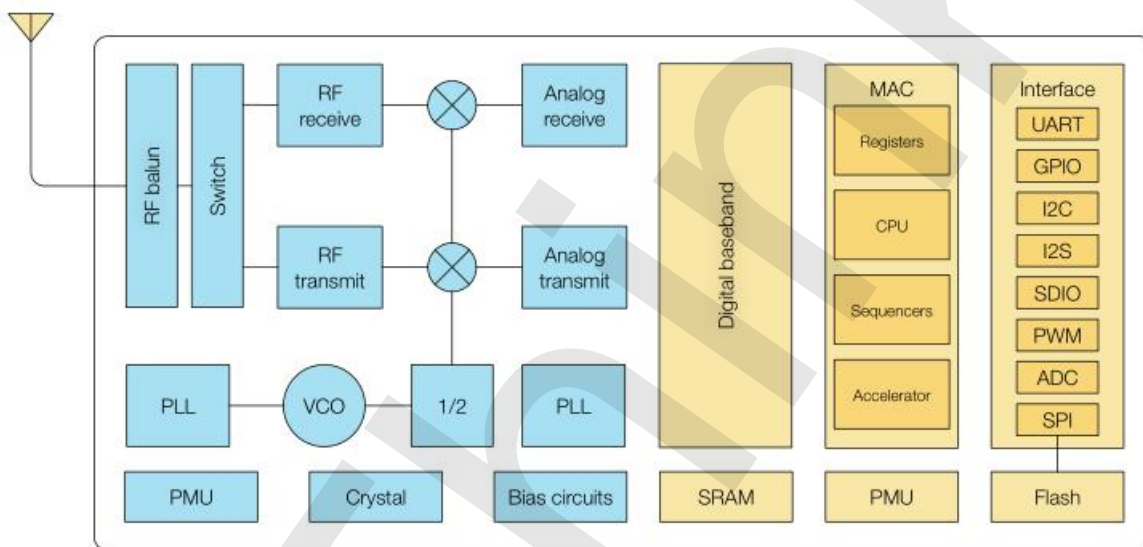 RF balun
Switch
RF
receive
Analog
receive
RF
transmit
Analog
transmit
PLL
VCO
1/2
PLL
PMU
Crystal
Bias circuits
Digital baseband
SRAM
MAC
Registers
CPU
Sequencers
Accelerator
PMU
Interface
UART
GPIO
I2C
I2S
SDIO
PWM
ADC
SPI
Flash